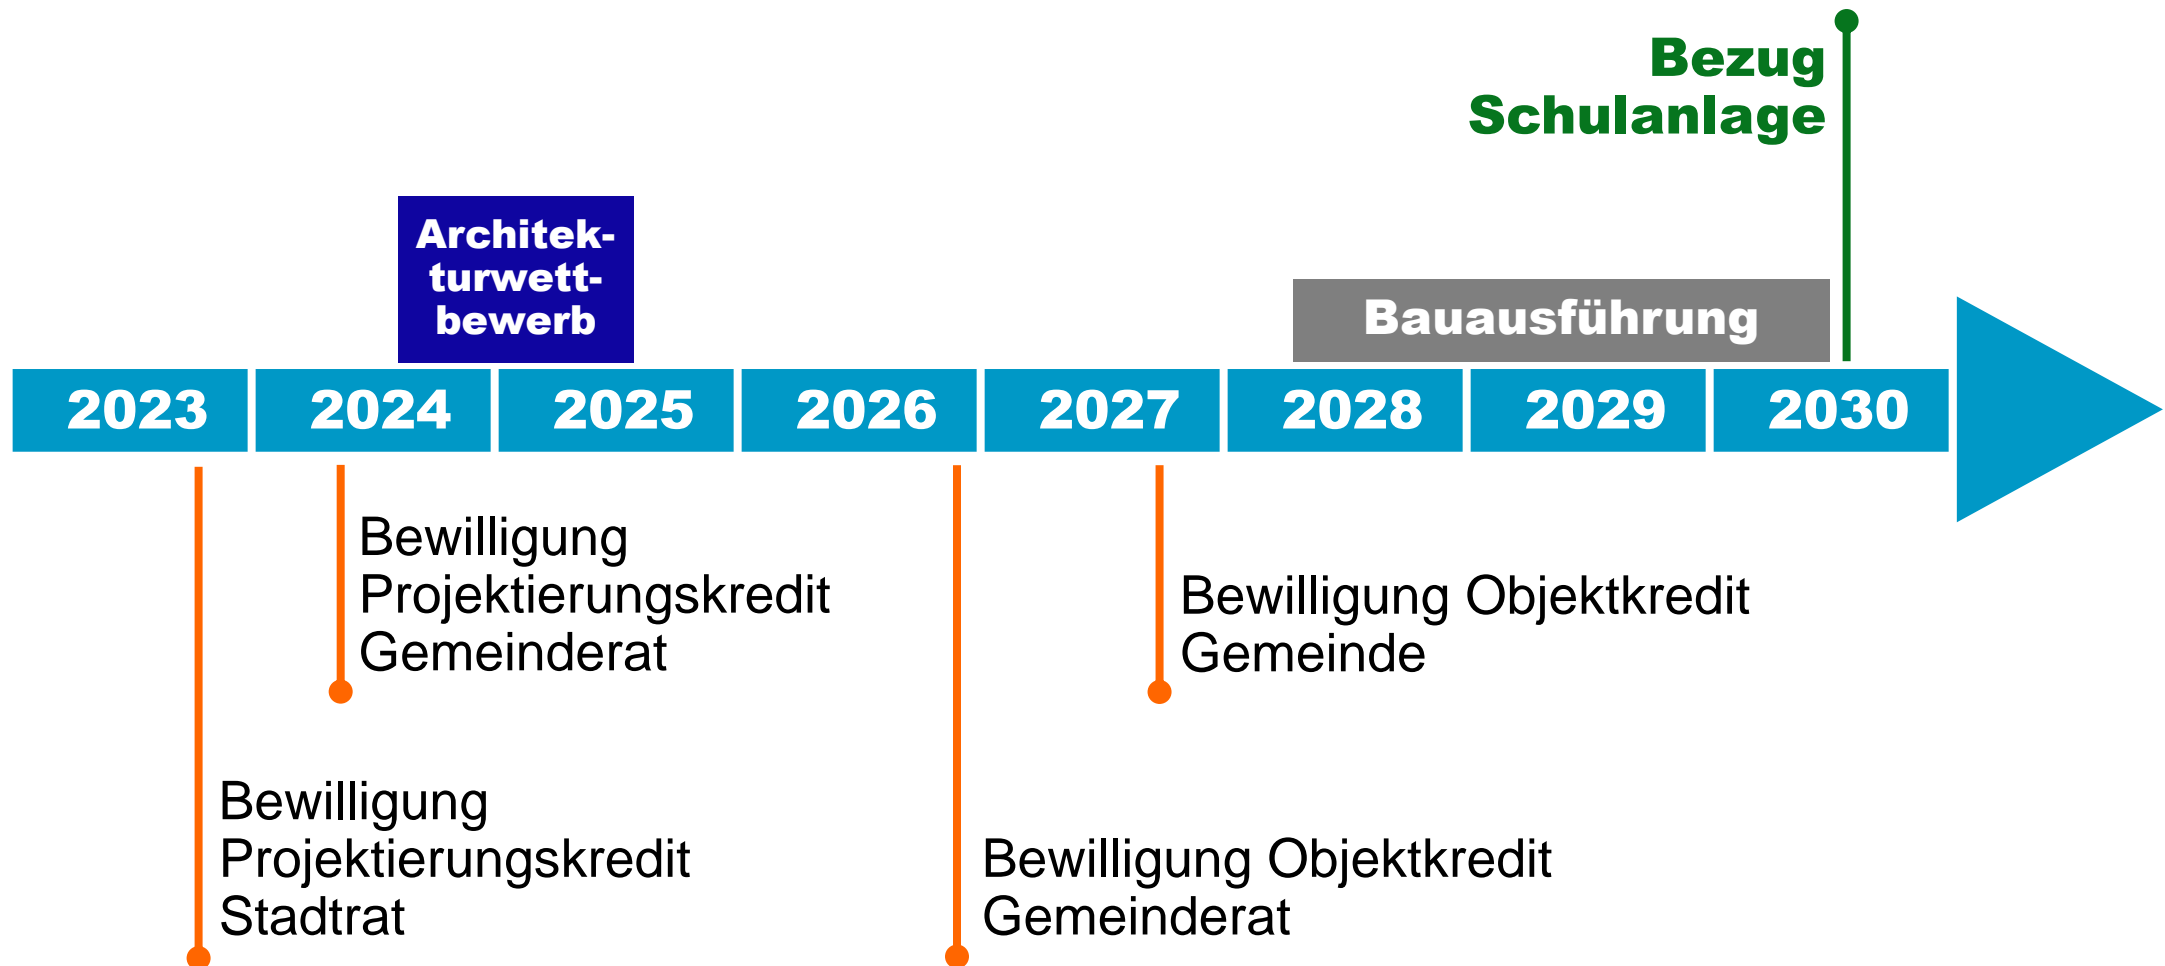 Bezug
Schulanlage
Architek-
turwett-
bewerb
Bauausführung
2023 2024 2025 2026 2027 2028 2029 2030
Bewilligung
Projektierungskredit
Gemeinderat
Bewilligung Objektkredit
Gemeinde
Bewilligung
Projektierungskredit
Stadtrat
Bewilligung Objektkredit
Gemeinderat